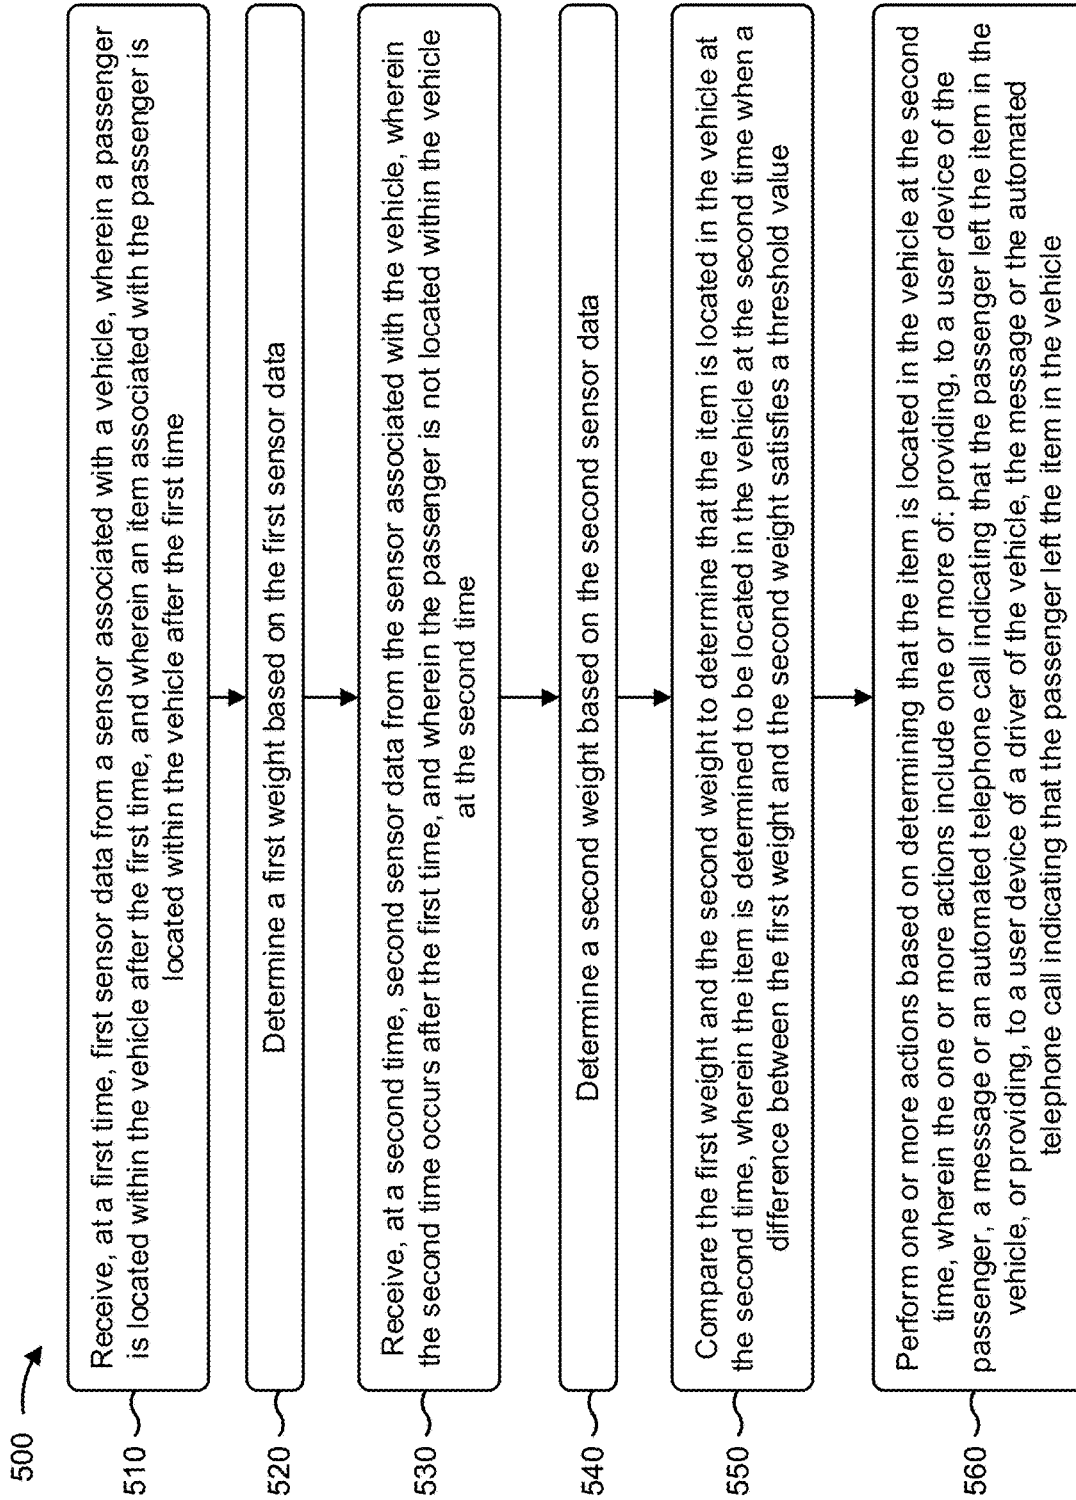 500
510
Receive, at a first time, first sensor data from a sensor associated with a vehicle, wherein a passenger
is located within the vehicle after the first time, and wherein an item associated with the passenger is
located within the vehicle after the first time
520
Determine a first weight based on the first sensor data
530
Receive, at a second time, second sensor data from the sensor associated with the vehicle, wherein
the second time occurs after the first time, and wherein the passenger is not located within the vehicle
at the second time
540
Determine a second weight based on the second sensor data
550
Compare the first weight and the second weight to determine that the item is located in the vehicle at
the second time, wherein the item is determined to be located in the vehicle at the second time when a
difference between the first weight and the second weight satisfies a threshold value
560
Perform one or more actions based on determining that the item is located in the vehicle at the second
time, wherein the one or more actions include one or more of: providing, to a user device of the
passenger, a message or an automated telephone call indicating that the passenger left the item in the
vehicle, or providing, to a user device of a driver of the vehicle, the message or the automated
telephone call indicating that the passenger left the item in the vehicle